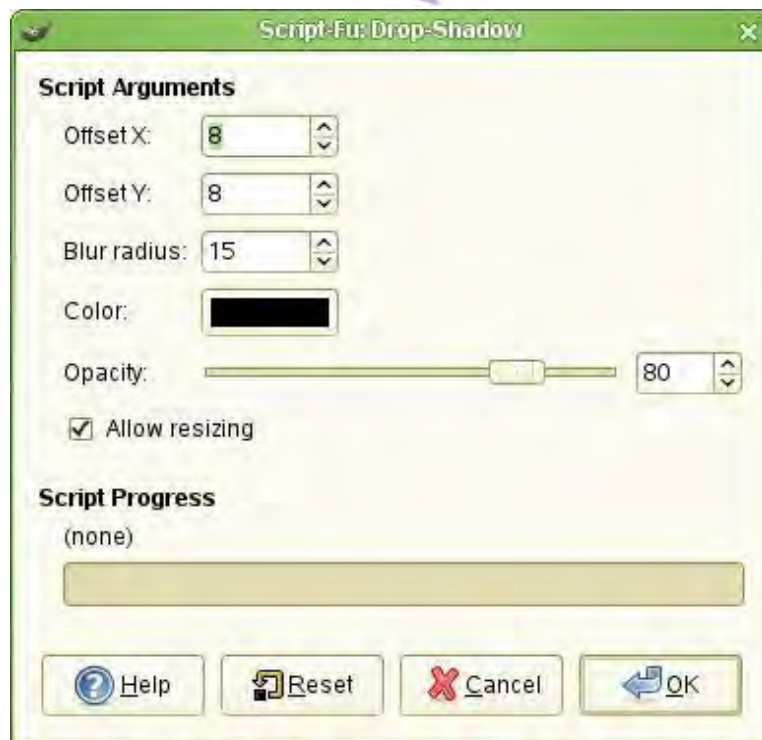 Script-Fu: Drop-Shadow
Script Arguments
Offset X: 8
Offset Y: 8
Blur radius: 15
Color:
Opacity: 80
Allow resizing
Script Progress
(none)
Help Reset Cancel OK